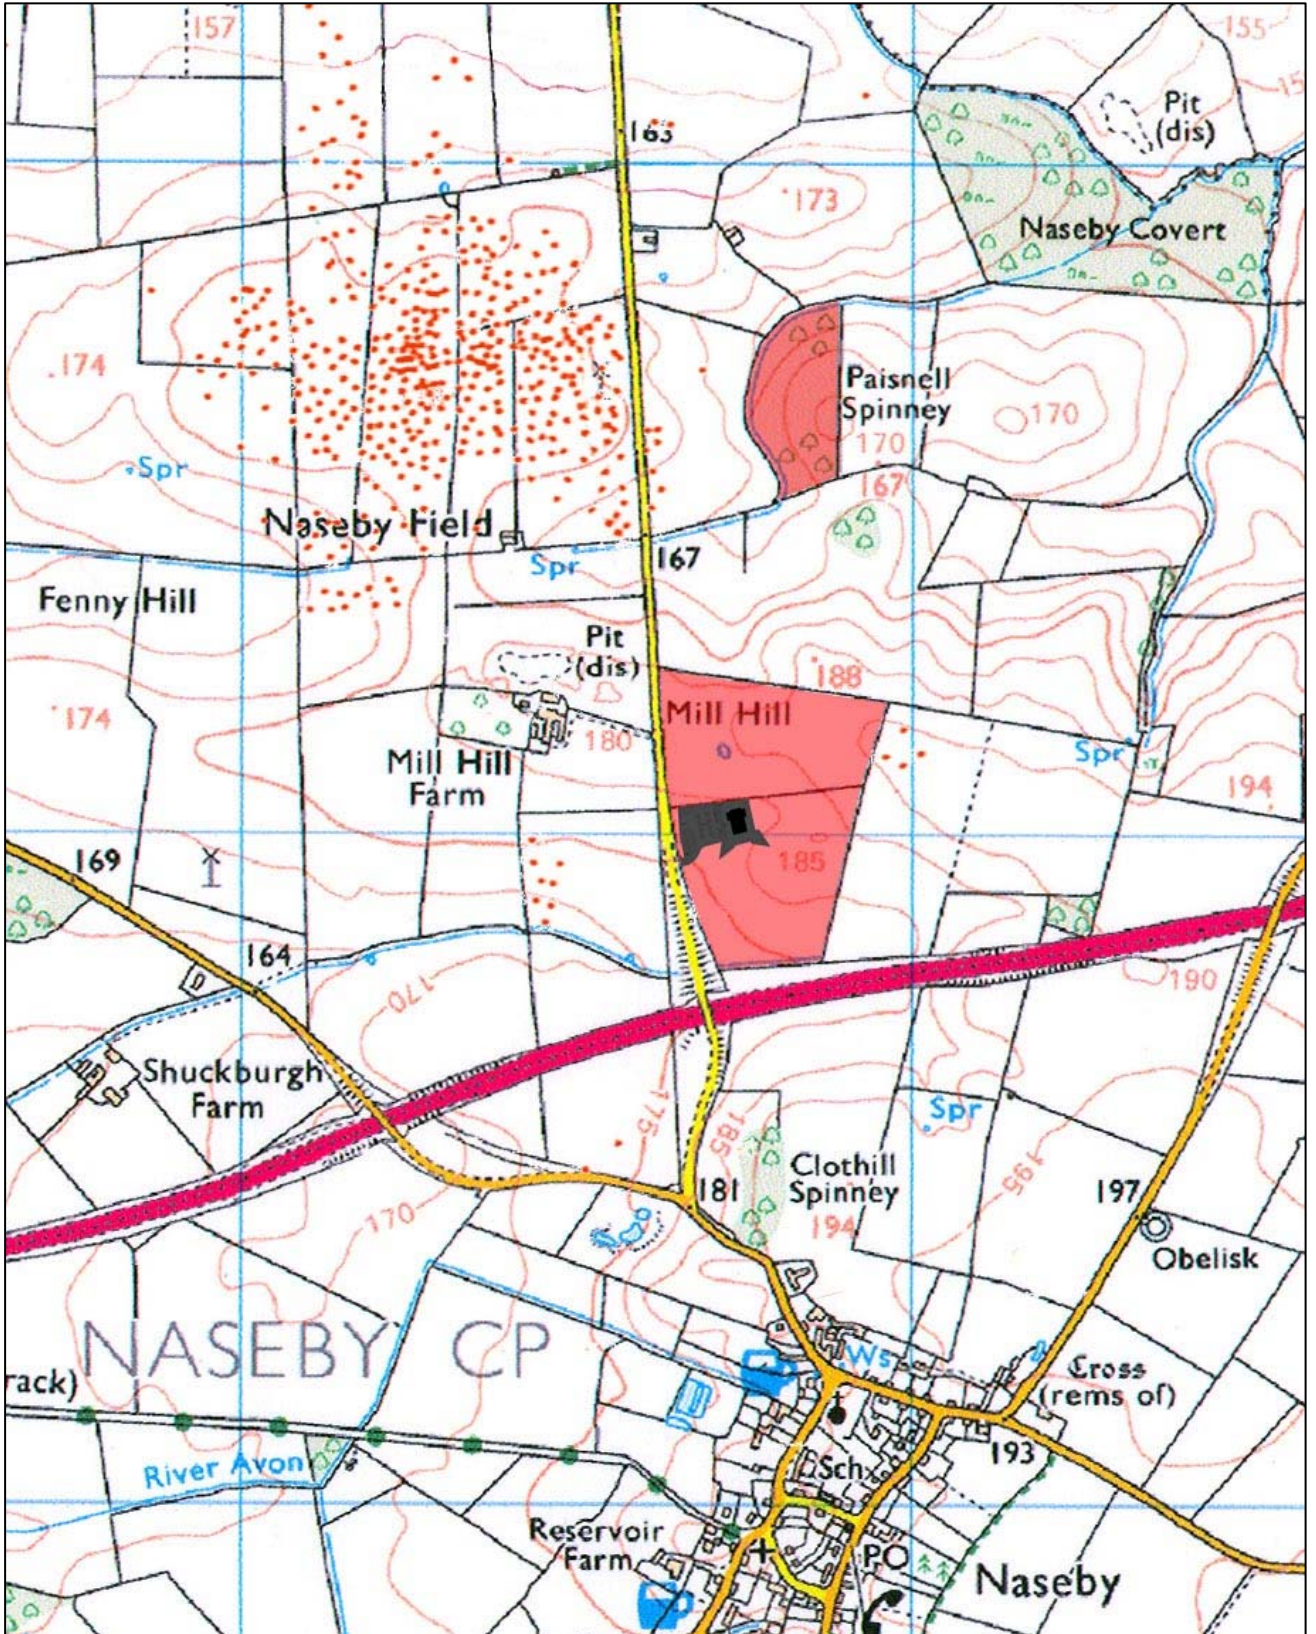 157
155
15
Pit
(dis)
163
173
Naseby Covert
174
Paisnell
Spinney
170
170
167
Spr
Naseby Field
Spr
167
Fenny Hill
Pit
(dis)
188
174
Mill Hill
180
Spr
Mill Hill
Farm
194
169
185
164
170
190
Shuckburgh
Farm
Spr
175
185
Clothill
Spinney
195
181
197
170
194
Obelisk
NASEBY CP
Ws
Cross
(rems of)
rack)
193
River Avon
Sch
Reservoir
Farm
PO
Naseby